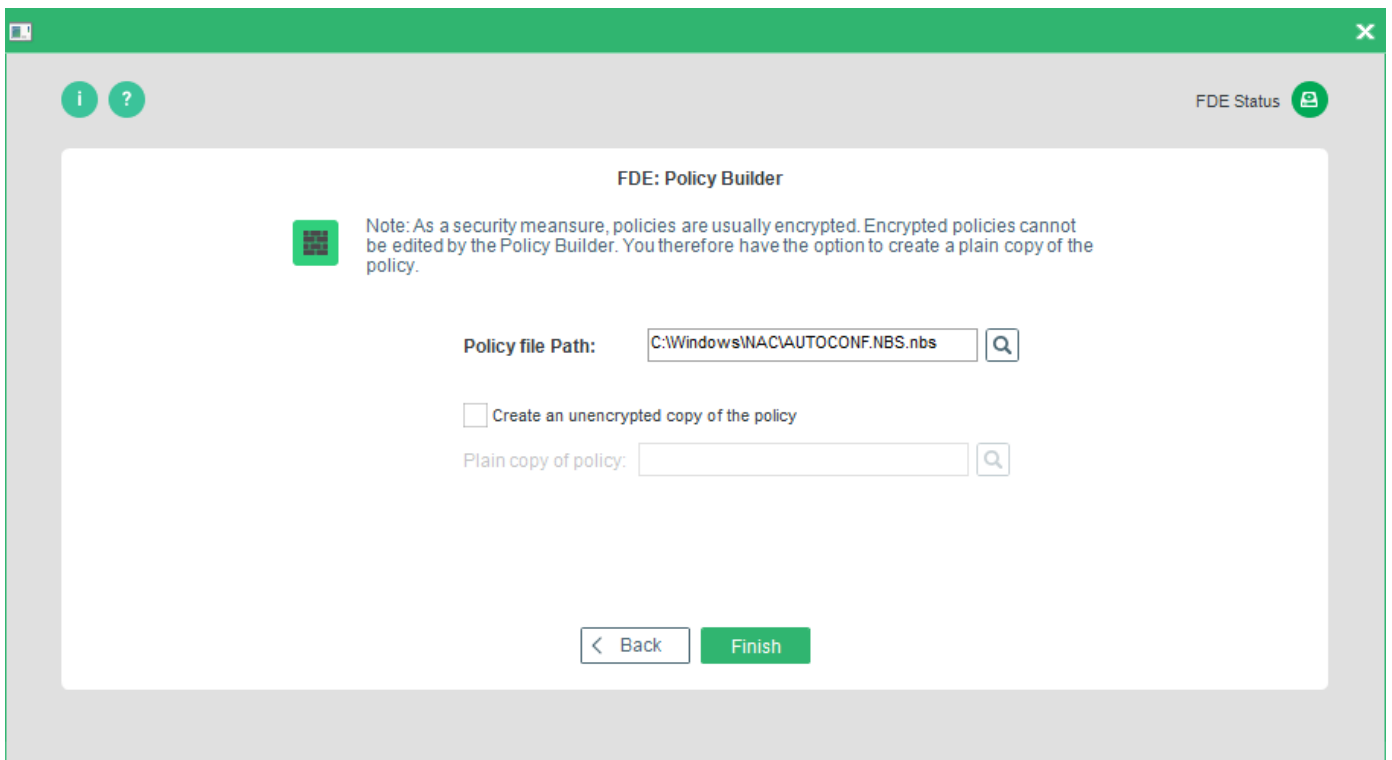 i ?
FDE Status
FDE: Policy Builder
Note: As a security meansure, policies are usually encrypted. Encrypted policies cannot
be edited by the Policy Builder. You therefore have the option to create a plain copy of the
policy.
Policy file Path: C:\Windows\NAC\AUTOCONF.NBS.nbs
Create an unencrypted copy of the policy
Plain copy of policy:
Back Finish